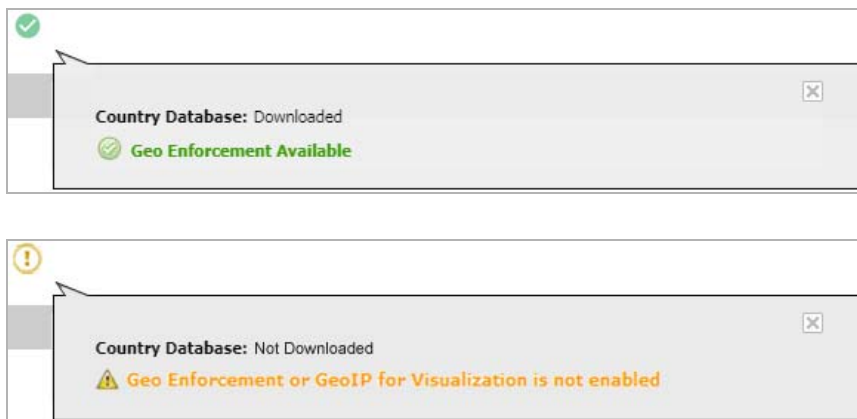 Country Database: Downloaded
Geo Enforcement Available
Country Database: Not Downloaded
Geo Enforcement or GeoIP for Visualization is not enabled